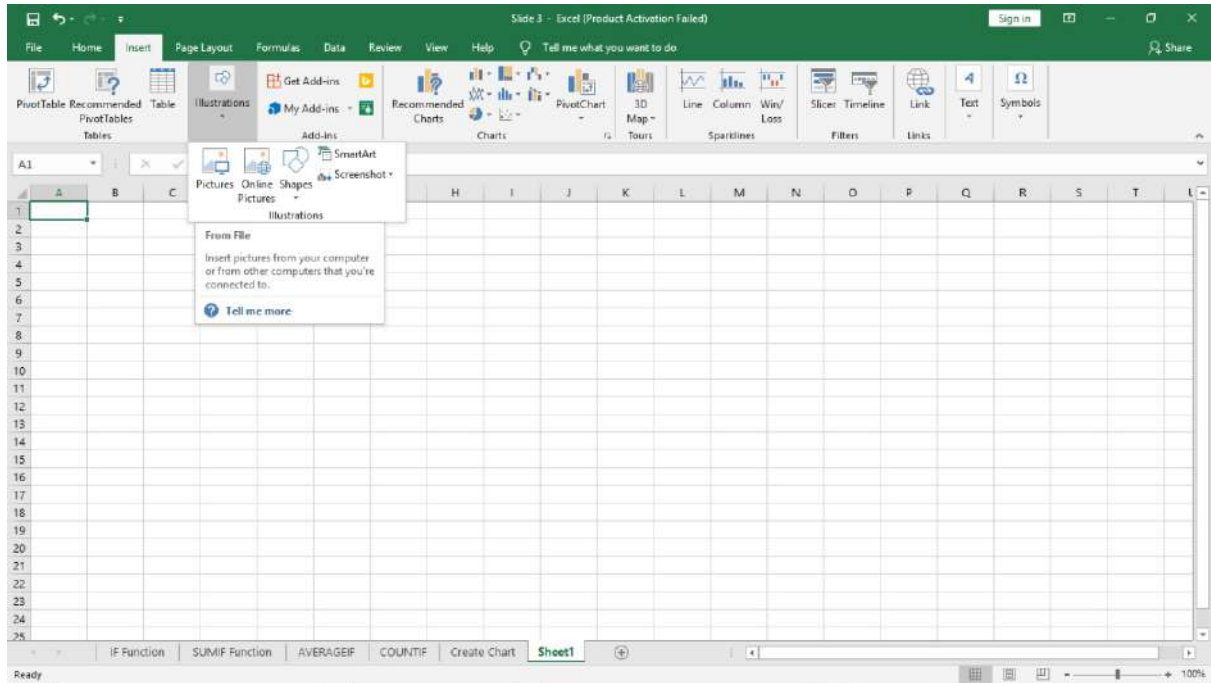 Slide 3 - Excel (Product Activation Failed)
Sign in
File Home Insert Page Layout Formulas Data Review View Help Tell me what you want to do
Share
PivotTable Recommended PivotTables Table
Tables
Illustrations
Get Add-ins
My Add-ins
Add-ins
Recommended Charts
PivotChart
Charts
3D Map
Tours
Line Column Win/Loss
Sparklines
Slicer Timeline
Filters
Link
Links
Text
Symbols
A1
Pictures Online Pictures Shapes
SmartArt
Screenshot
Illustrations
A B C H I J K L M N O P Q R S T
From File
Insert pictures from your computer
or from other computers that you're
connected to.
Tell me more
1
2
3
4
5
6
7
8
9
10
11
12
13
14
15
16
17
18
19
20
21
22
23
24
25
IF Function SUMIF Function AVERAGEIF COUNTIF Create Chart Sheet1
Ready
100%